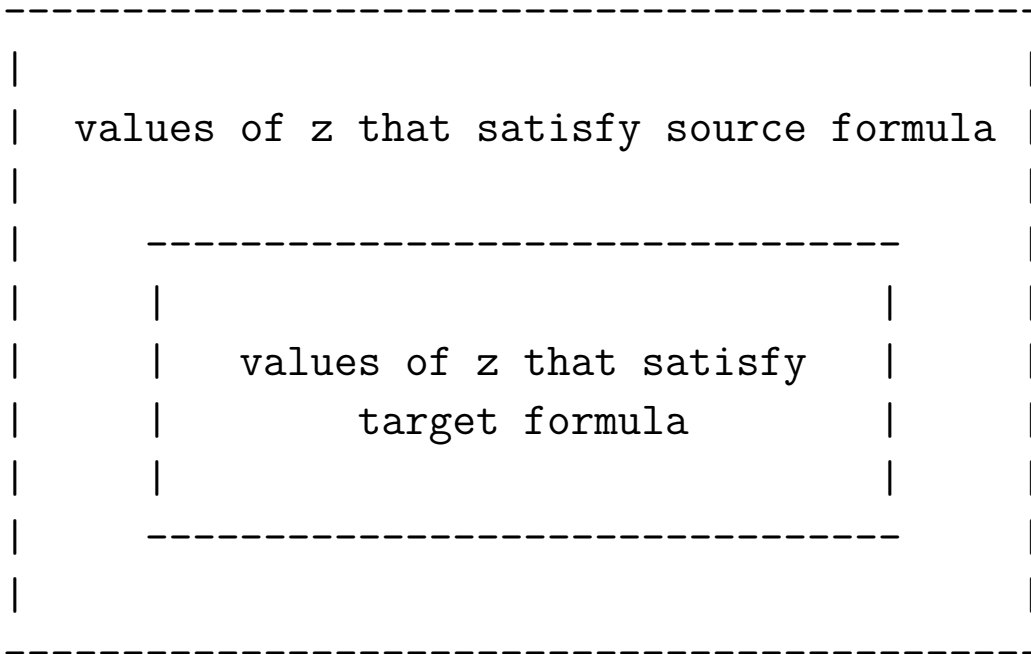 values of z that satisfy source formula
values of z that satisfy
target formula